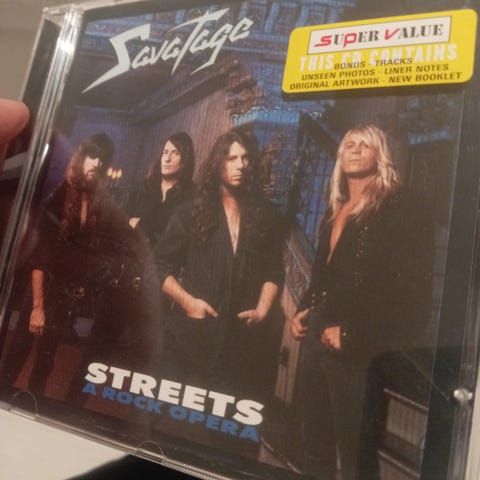 Savatage
SUPER VALUE
THIS CD CONTAINS
BONUS - TRACKS
UNSEEN PHOTOS - LINER NOTES
ORIGINAL ARTWORK - NEW BOOKLET
STREETS
A ROCK OPERA